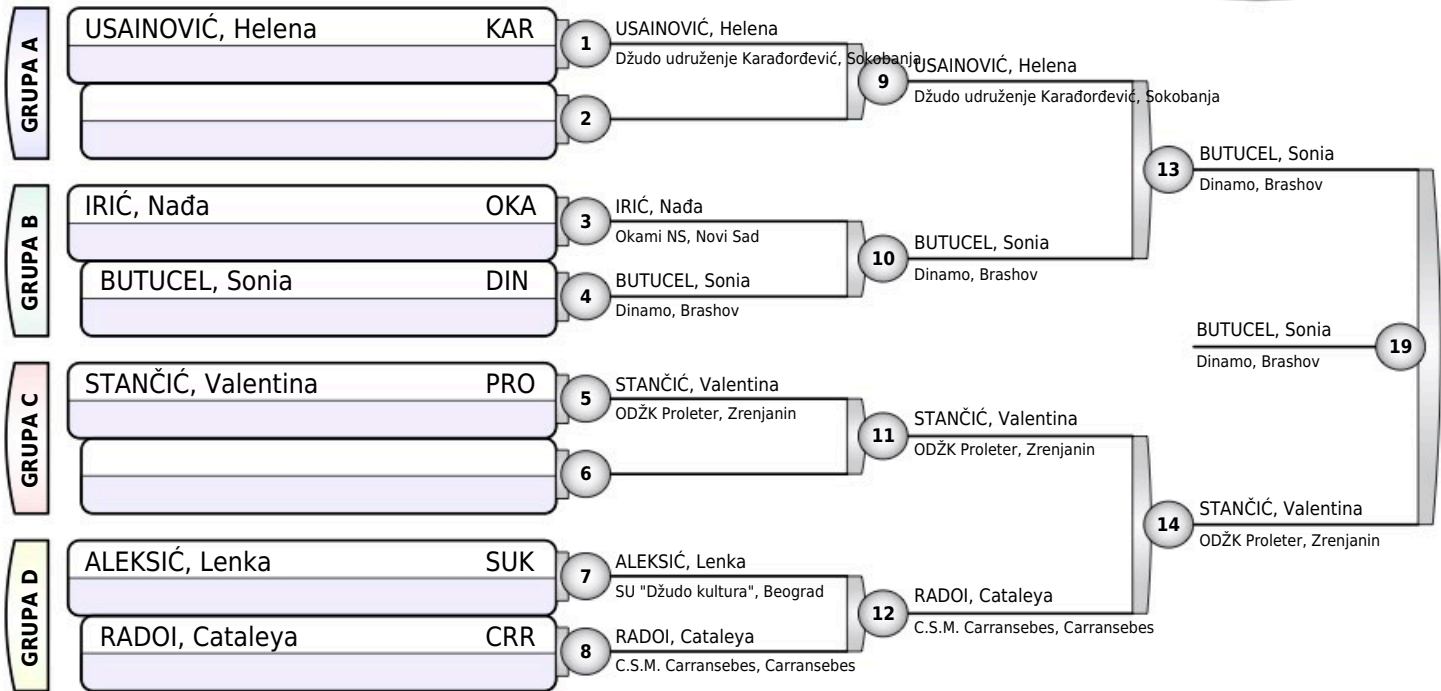 GRUPA A
USAINOVIĆ, Helena KAR
1
2
USAINOVIĆ, Helena
Džudo udruženje Karađorđević, Sokobanja
9
USAINOVIĆ, Helena
Džudo udruženje Karađorđević, Sokobanja
GRUPA B
IRIĆ, Nađa OKA
BUTUCEL, Sonia DIN
3
4
IRIĆ, Nađa
Okami NS, Novi Sad
BUTUCEL, Sonia
Dinamo, Brashov
10
BUTUCEL, Sonia
Dinamo, Brashov
13
BUTUCEL, Sonia
Dinamo, Brashov
GRUPA C
STANČIĆ, Valentina PRO
5
6
STANČIĆ, Valentina
ODŽK Proleter, Zrenjanin
11
STANČIĆ, Valentina
ODŽK Proleter, Zrenjanin
GRUPA D
ALEKSIĆ, Lenka SUK
RADOI, Cataleya CRR
7
8
ALEKSIĆ, Lenka
SU "Džudo kultura", Beograd
RADOI, Cataleya
C.S.M. Carransebes, Carransebes
12
RADOI, Cataleya
C.S.M. Carransebes, Carransebes
14
STANČIĆ, Valentina
ODŽK Proleter, Zrenjanin
BUTUCEL, Sonia
Dinamo, Brashov
19